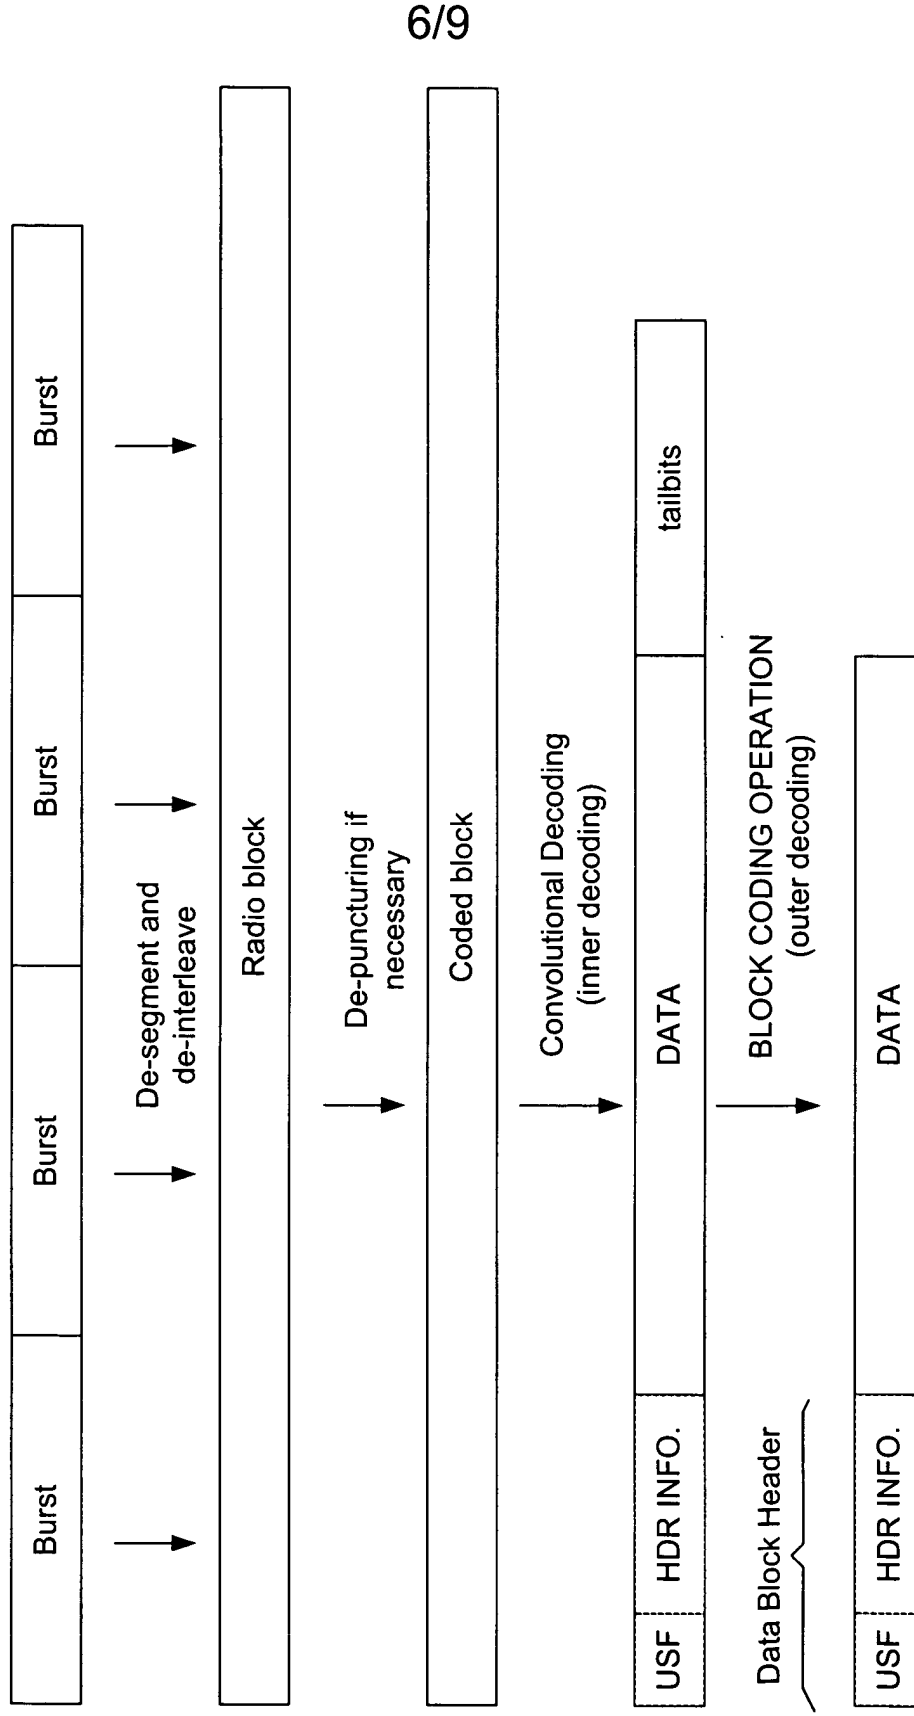 6/9
Burst
Burst
Burst
Burst
De-segment and
de-interleave
Radio block
De-puncturing if
necessary
Coded block
Convolutional Decoding
(inner decoding)
USF
HDR INFO.
DATA
tailbits
BLOCK CODING OPERATION
(outer decoding)
Data Block Header
USF
HDR INFO.
DATA